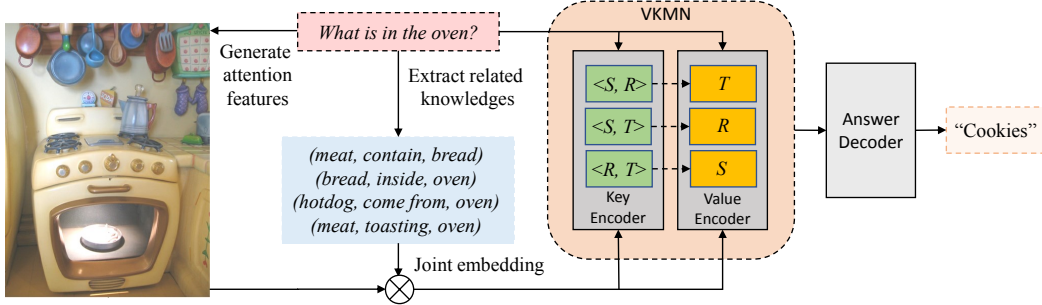 What is in the oven?
VKMN
Generate
attention
features
Extract related
knowledges
(meat, contain, bread)
(bread, inside, oven)
(hotdog, come from, oven)
(meat, toasting, oven)
Joint embedding
<S, R>
T
<S, T>
R
<R, T>
S
Key
Encoder
Value
Encoder
Answer
Decoder
“Cookies”